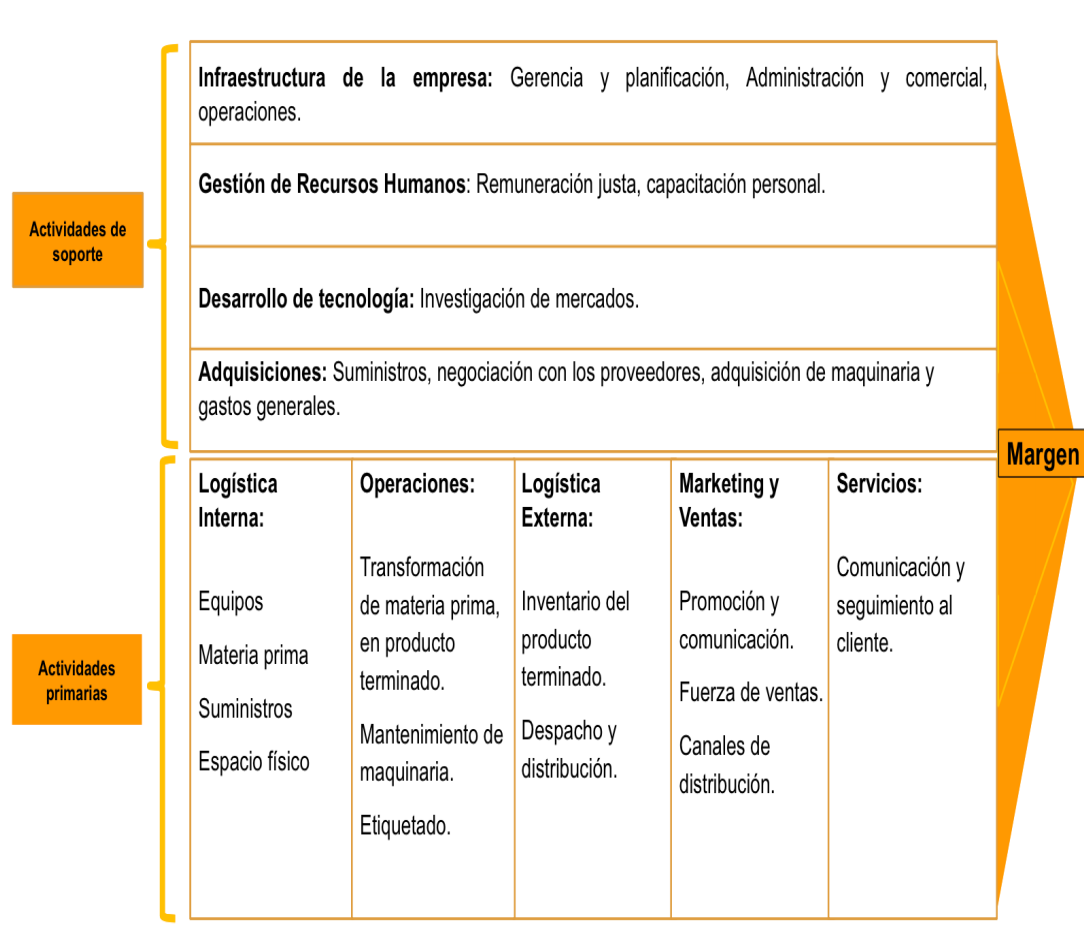 Infraestructura de la empresa: Gerencia y planificación, Administración y comercial,
operaciones.
Gestión de Recursos Humanos: Remuneración justa, capacitación personal.
Actividades de
soporte
Desarrollo de tecnología: Investigación de mercados.
Adquisiciones: Suministros, negociación con los proveedores, adquisición de maquinaria y
gastos generales.
Margen
Actividades
primarias
Logística
Interna:
Equipos
Materia prima
Suministros
Espacio físico
Operaciones:
Transformación
de materia prima,
en producto
terminado.
Mantenimiento de
maquinaria.
Etiquetado.
Logística
Externa:
Inventario del
producto
terminado.
Despacho y
distribución.
Marketing y
Ventas:
Promoción y
comunicación.
Fuerza de ventas.
Canales de
distribución.
Servicios:
Comunicación y
seguimiento al
cliente.